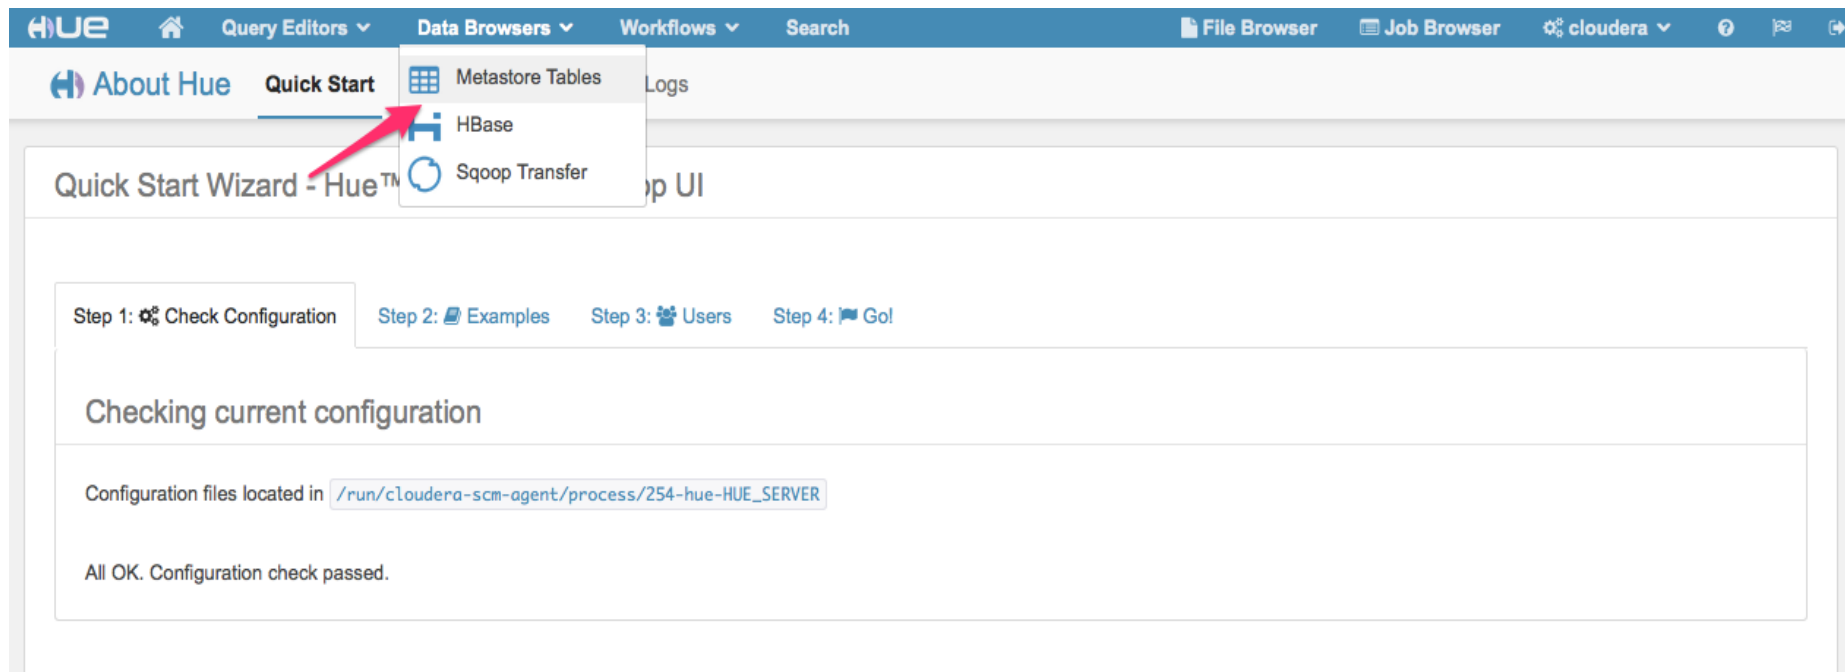 HUE Query Editors Data Browsers Workflows Search File Browser Job Browser cloudera
About Hue Quick Start Logs
Metastore Tables
HBase
Sqoop Transfer
Quick Start Wizard - Hue™ UI
Step 1: Check Configuration Step 2: Examples Step 3: Users Step 4: Go!
Checking current configuration
Configuration files located in /run/cloudera-scm-agent/process/254-hue-HUE_SERVER
All OK. Configuration check passed.